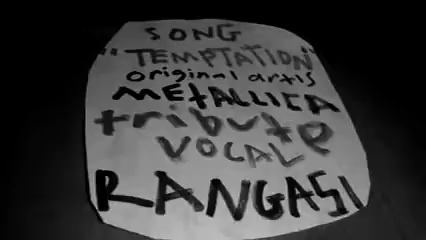 SONG
"TEMPTATION"
original artis
METALLICA
tribute
VOCAL
RANGASI